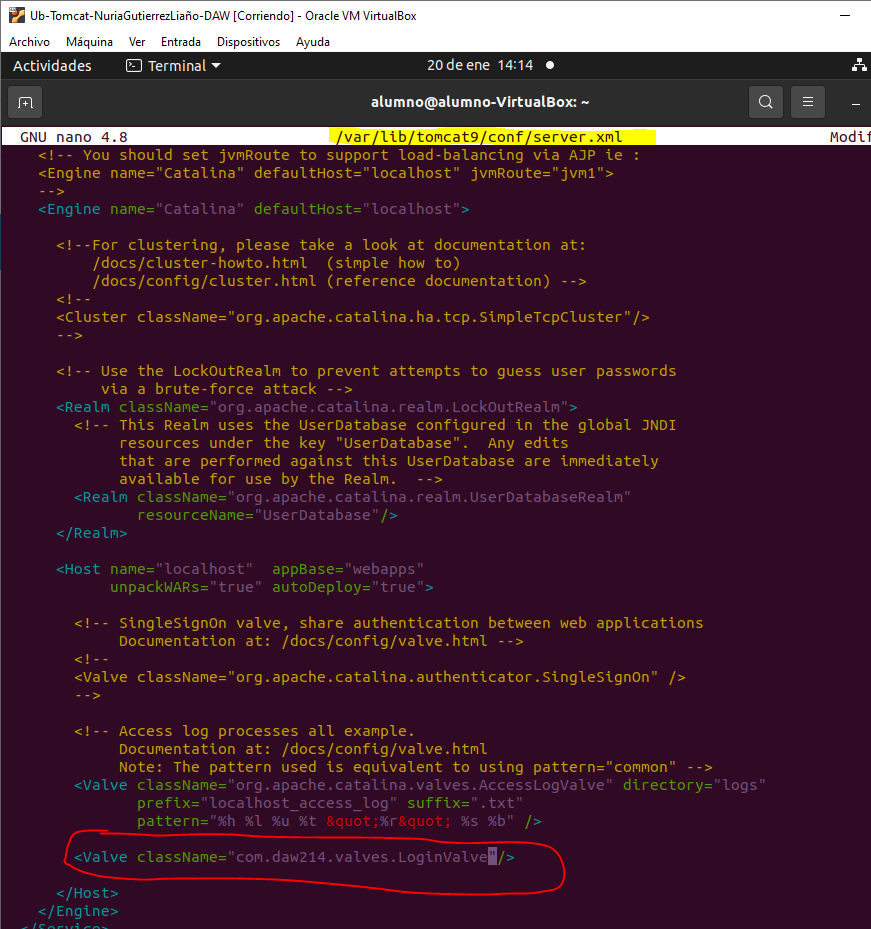 Ub-Tomcat-NuriaGutierrezLiaño-DAW [Corriendo] - Oracle VM VirtualBox
Archivo Máquina Ver Entrada Dispositivos Ayuda
Actividades Terminal 20 de ene 14:14
alumno@alumno-VirtualBox: ~
GNU nano 4.8 /var/lib/tomcat9/conf/server.xml Modif
<!-- You should set jvmRoute to support load-balancing via AJP ie :
<Engine name="Catalina" defaultHost="localhost" jvmRoute="jvm1">
-->
<Engine name="Catalina" defaultHost="localhost">
<!--For clustering, please take a look at documentation at:
/docs/cluster-howto.html  (simple how to)
/docs/config/cluster.html (reference documentation) -->
<!--
<Cluster className="org.apache.catalina.ha.tcp.SimpleTcpCluster"/>
-->
<!-- Use the LockOutRealm to prevent attempts to guess user passwords
via a brute-force attack -->
<Realm className="org.apache.catalina.realm.LockOutRealm">
<!-- This Realm uses the UserDatabase configured in the global JNDI
resources under the key "UserDatabase".  Any edits
that are performed against this UserDatabase are immediately
available for use by the Realm.  -->
<Realm className="org.apache.catalina.realm.UserDatabaseRealm"
resourceName="UserDatabase"/>
</Realm>
<Host name="localhost"  appBase="webapps"
unpackWARs="true" autoDeploy="true">
<!-- SingleSignOn valve, share authentication between web applications
Documentation at: /docs/config/valve.html -->
<!--
<Valve className="org.apache.catalina.authenticator.SingleSignOn" />
-->
<!-- Access log processes all example.
Documentation at: /docs/config/valve.html
Note: The pattern used is equivalent to using pattern="common" -->
<Valve className="org.apache.catalina.valves.AccessLogValve" directory="logs"
prefix="localhost_access_log" suffix=".txt"
pattern="%h %l %u %t &quot;%r&quot; %s %b" />
<Valve className="com.daw214.valves.LoginValve"/>
</Host>
</Engine>
</Service>